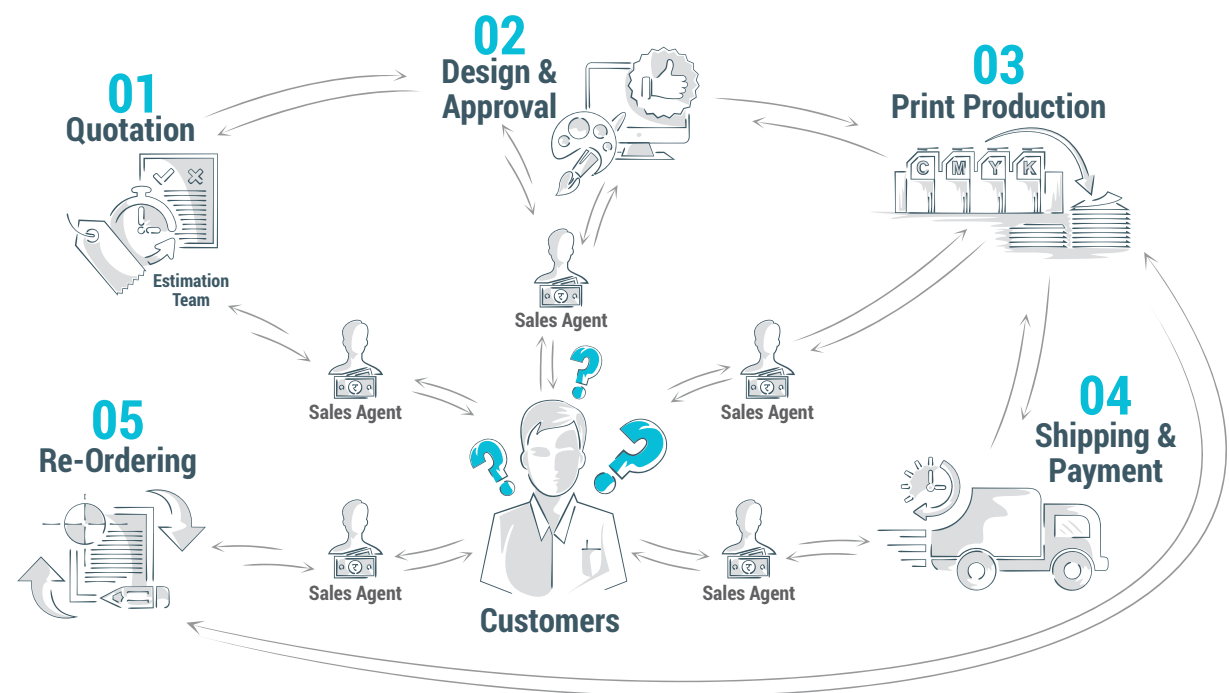 01
Quotation
Estimation
Team
02
Design &
Approval
03
Print Production
C M Y K
₹
Sales Agent
₹
Sales Agent
₹
Sales Agent
?
?
?
04
Shipping &
Payment
05
Re-Ordering
₹
Sales Agent
₹
Sales Agent
Customers